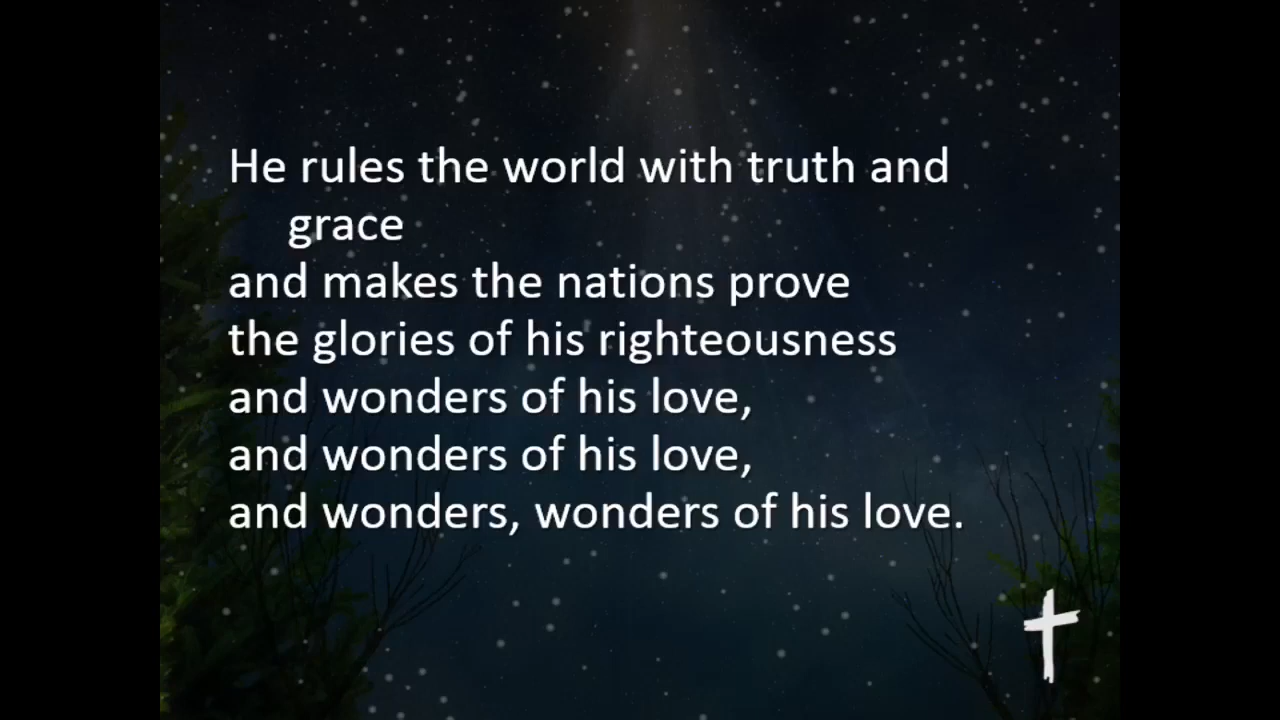 He rules the world with truth and
grace
and makes the nations prove
the glories of his righteousness
and wonders of his love,
and wonders of his love,
and wonders, wonders of his love.